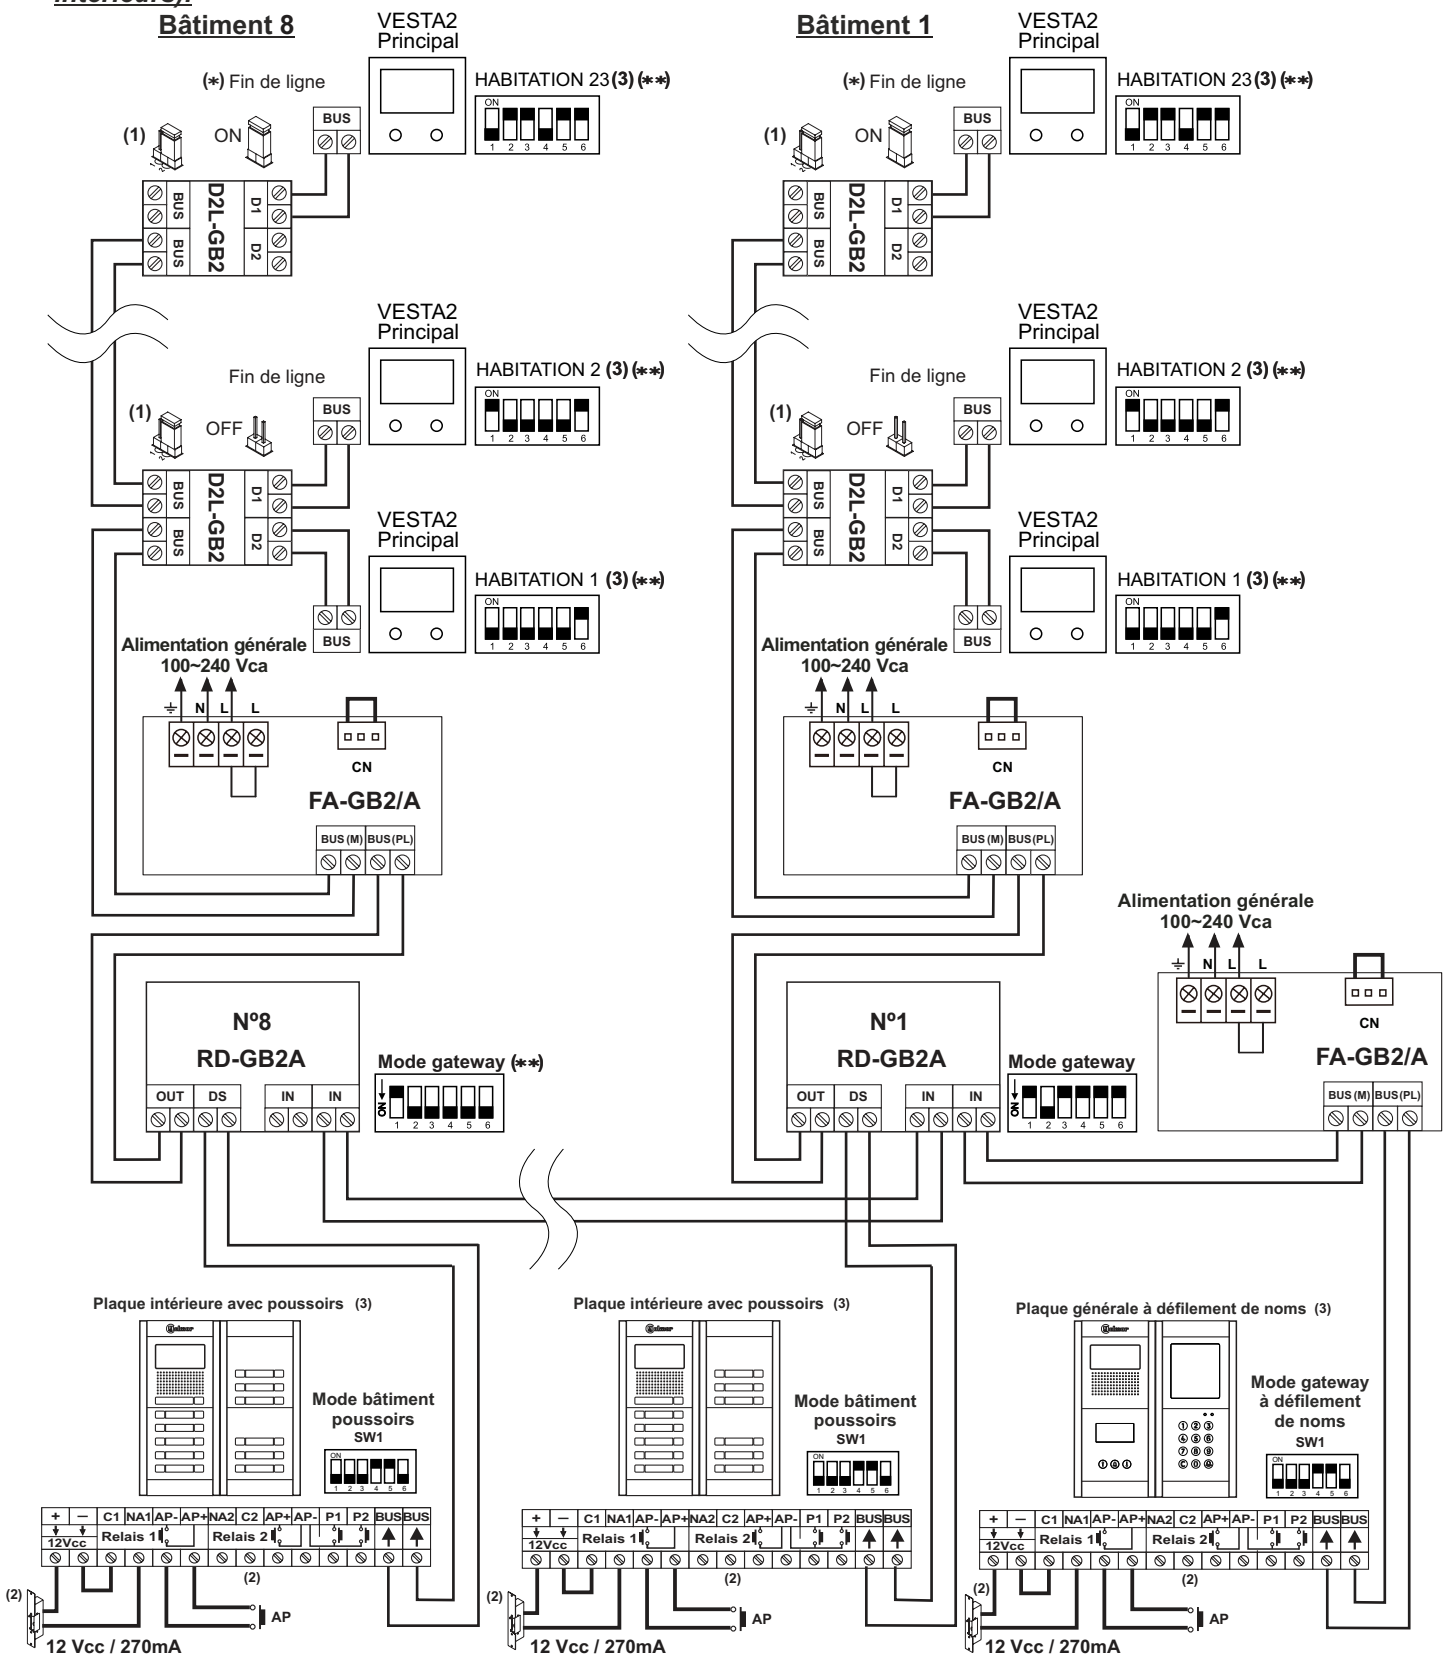 intérieurs).
Bâtiment 8
VESTA2
Principal
(*) Fin de ligne
HABITATION 23 (3) (**)
BUS
ON
1 2 3 4 5 6
(1)
ON
BUS
BUS
D2L-GB2
D1
D2
VESTA2
Principal
Fin de ligne
HABITATION 2 (3) (**)
BUS
ON
1 2 3 4 5 6
(1)
OFF
BUS
BUS
D2L-GB2
D1
D2
VESTA2
Principal
HABITATION 1 (3) (**)
ON
1 2 3 4 5 6
BUS
Alimentation générale
100~240 Vca
N L L
CN
FA-GB2/A
BUS (M) BUS (PL)
Nº8
RD-GB2A
Mode gateway (**)
OUT DS IN IN
ON
1 2 3 4 5 6
Bâtiment 1
VESTA2
Principal
(*) Fin de ligne
HABITATION 23 (3) (**)
BUS
ON
1 2 3 4 5 6
(1)
ON
BUS
BUS
D2L-GB2
D1
D2
VESTA2
Principal
Fin de ligne
HABITATION 2 (3) (**)
BUS
ON
1 2 3 4 5 6
(1)
OFF
BUS
BUS
D2L-GB2
D1
D2
VESTA2
Principal
HABITATION 1 (3) (**)
ON
1 2 3 4 5 6
BUS
Alimentation générale
100~240 Vca
N L L
CN
FA-GB2/A
BUS (M) BUS (PL)
Nº1
RD-GB2A
Mode gateway
OUT DS IN IN
ON
1 2 3 4 5 6
Alimentation générale
100~240 Vca
N L L
CN
FA-GB2/A
BUS (M) BUS (PL)
Plaque intérieure avec poussoirs (3)
golmar
Mode bâtiment
poussoirs
SW1
ON
1 2 3 4 5 6
+ – C1 NA1 AP- AP+ NA2 C2 AP+ AP- P1 P2 BUS BUS
12Vcc
Relais 1
Relais 2
(2)
(2)
AP
12 Vcc / 270mA
Plaque intérieure avec poussoirs (3)
golmar
Mode bâtiment
poussoirs
SW1
ON
1 2 3 4 5 6
+ – C1 NA1 AP- AP+ NA2 C2 AP+ AP- P1 P2 BUS BUS
12Vcc
Relais 1
Relais 2
(2)
(2)
AP
12 Vcc / 270mA
Plaque générale à défilement de noms (3)
golmar
1 2 3
4 5 6
7 8 9
C 0
Mode gateway
à défilement
de noms
SW1
ON
1 2 3 4 5 6
+ – C1 NA1 AP- AP+ NA2 C2 AP+ AP- P1 P2 BUS BUS
12Vcc
Relais 1
Relais 2
(2)
(2)
AP
12 Vcc / 270mA